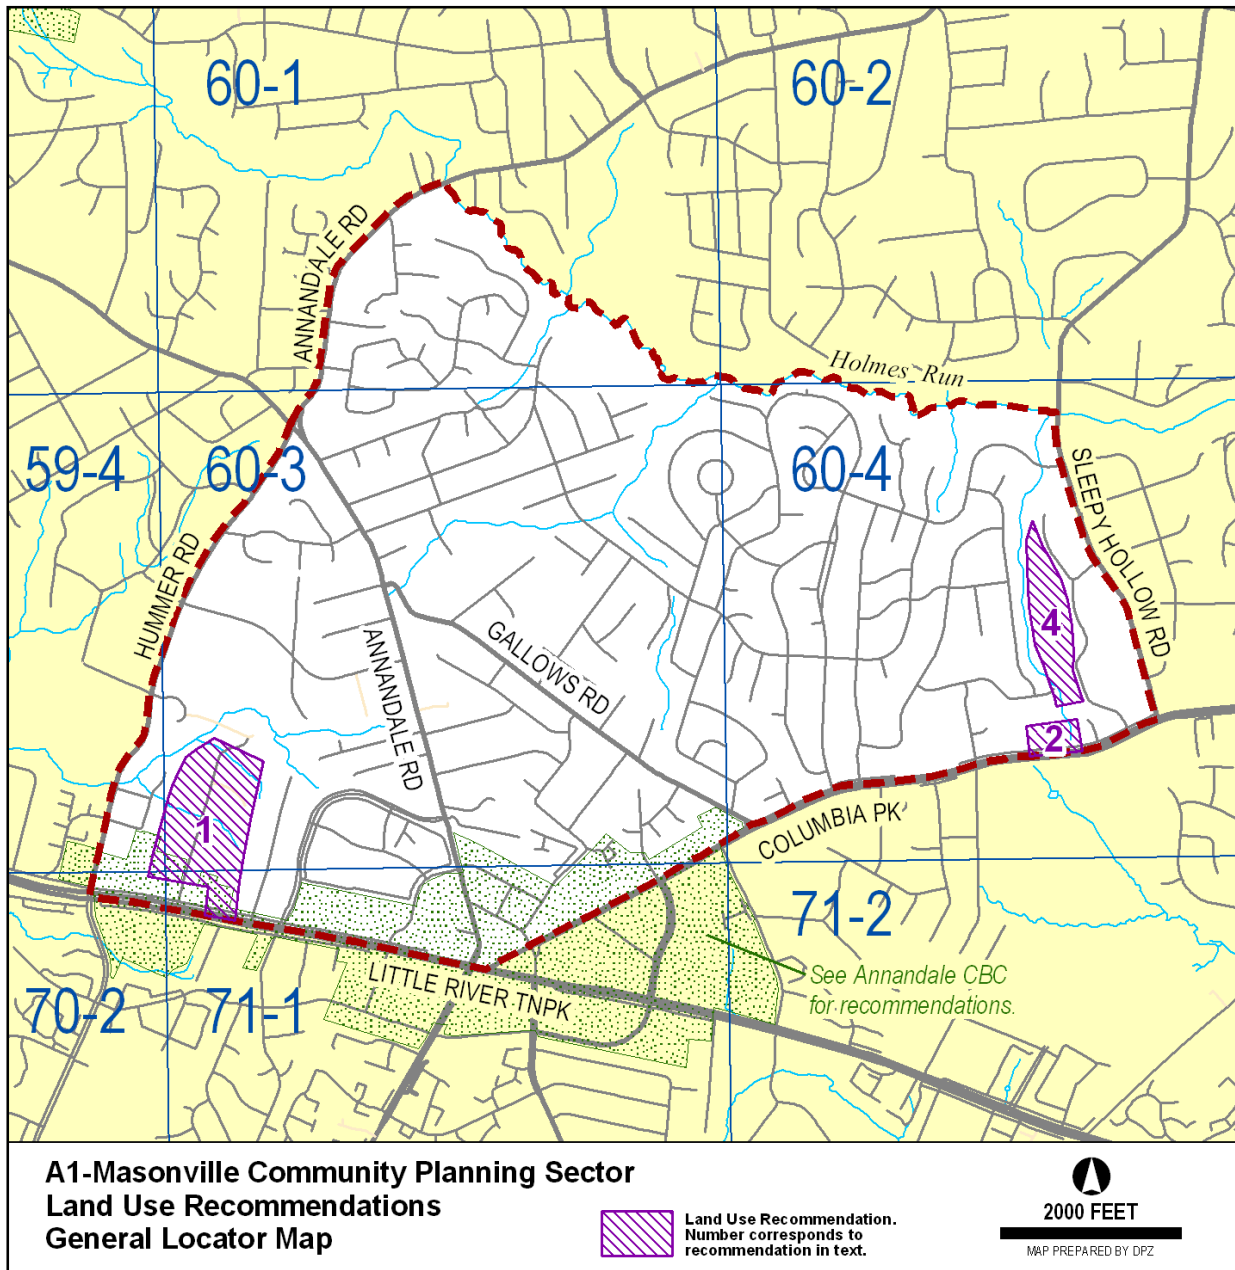 60-1
60-2
ANNANDALE RD
Holmes Run
59-4
60-3
60-4
SLEEPY HOLLOW RD
HUMMER RD
ANNANDALE RD
GALLOWS RD
4
2
1
COLUMBIA PK
71-2
See Annandale CBC
for recommendations.
LITTLE RIVER TNPK
70-2
71-1
A1-Masonville Community Planning Sector
Land Use Recommendations
General Locator Map
Land Use Recommendation.
Number corresponds to
recommendation in text.
2000 FEET
MAP PREPARED BY DPZ